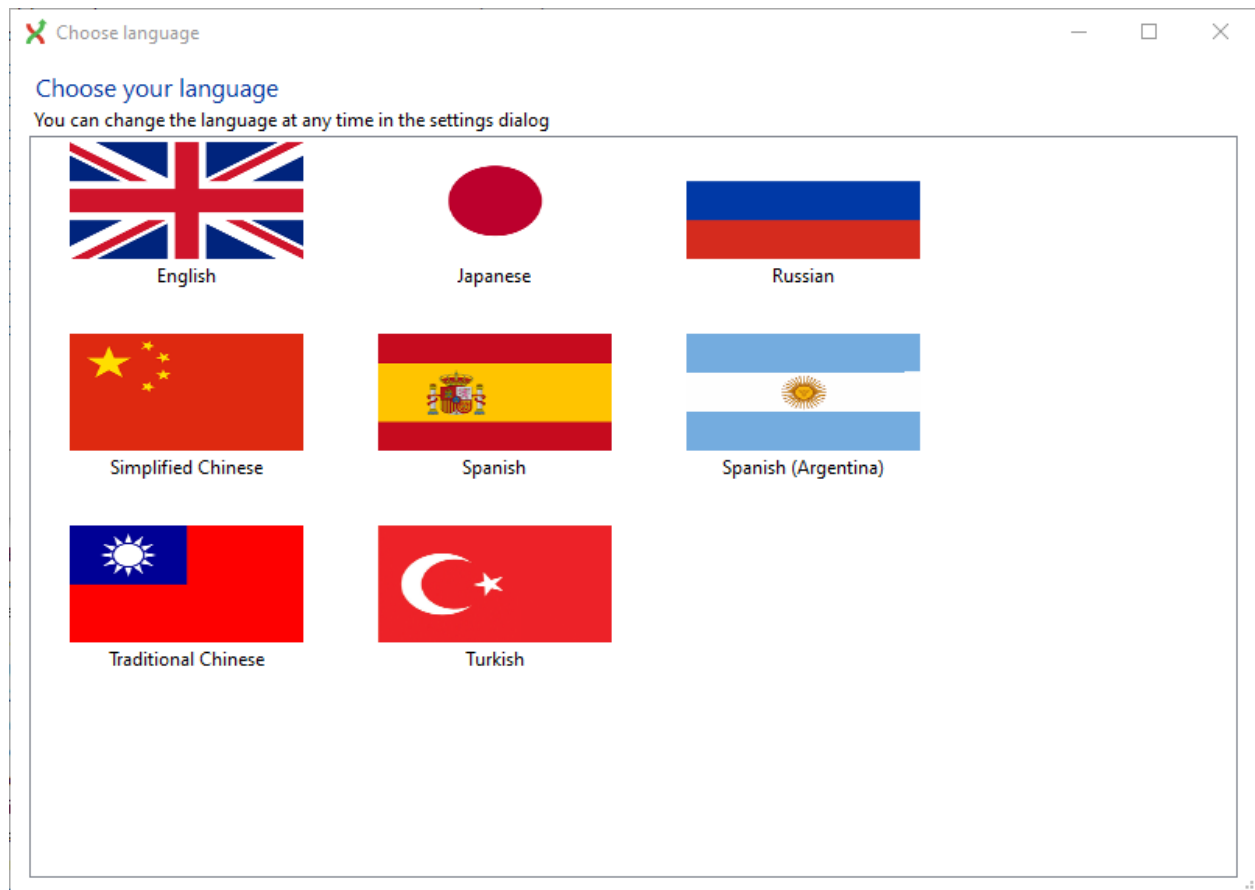 Choose language
Choose your language
You can change the language at any time in the settings dialog
English
Japanese
Russian
Simplified Chinese
Spanish
Spanish (Argentina)
Traditional Chinese
Turkish